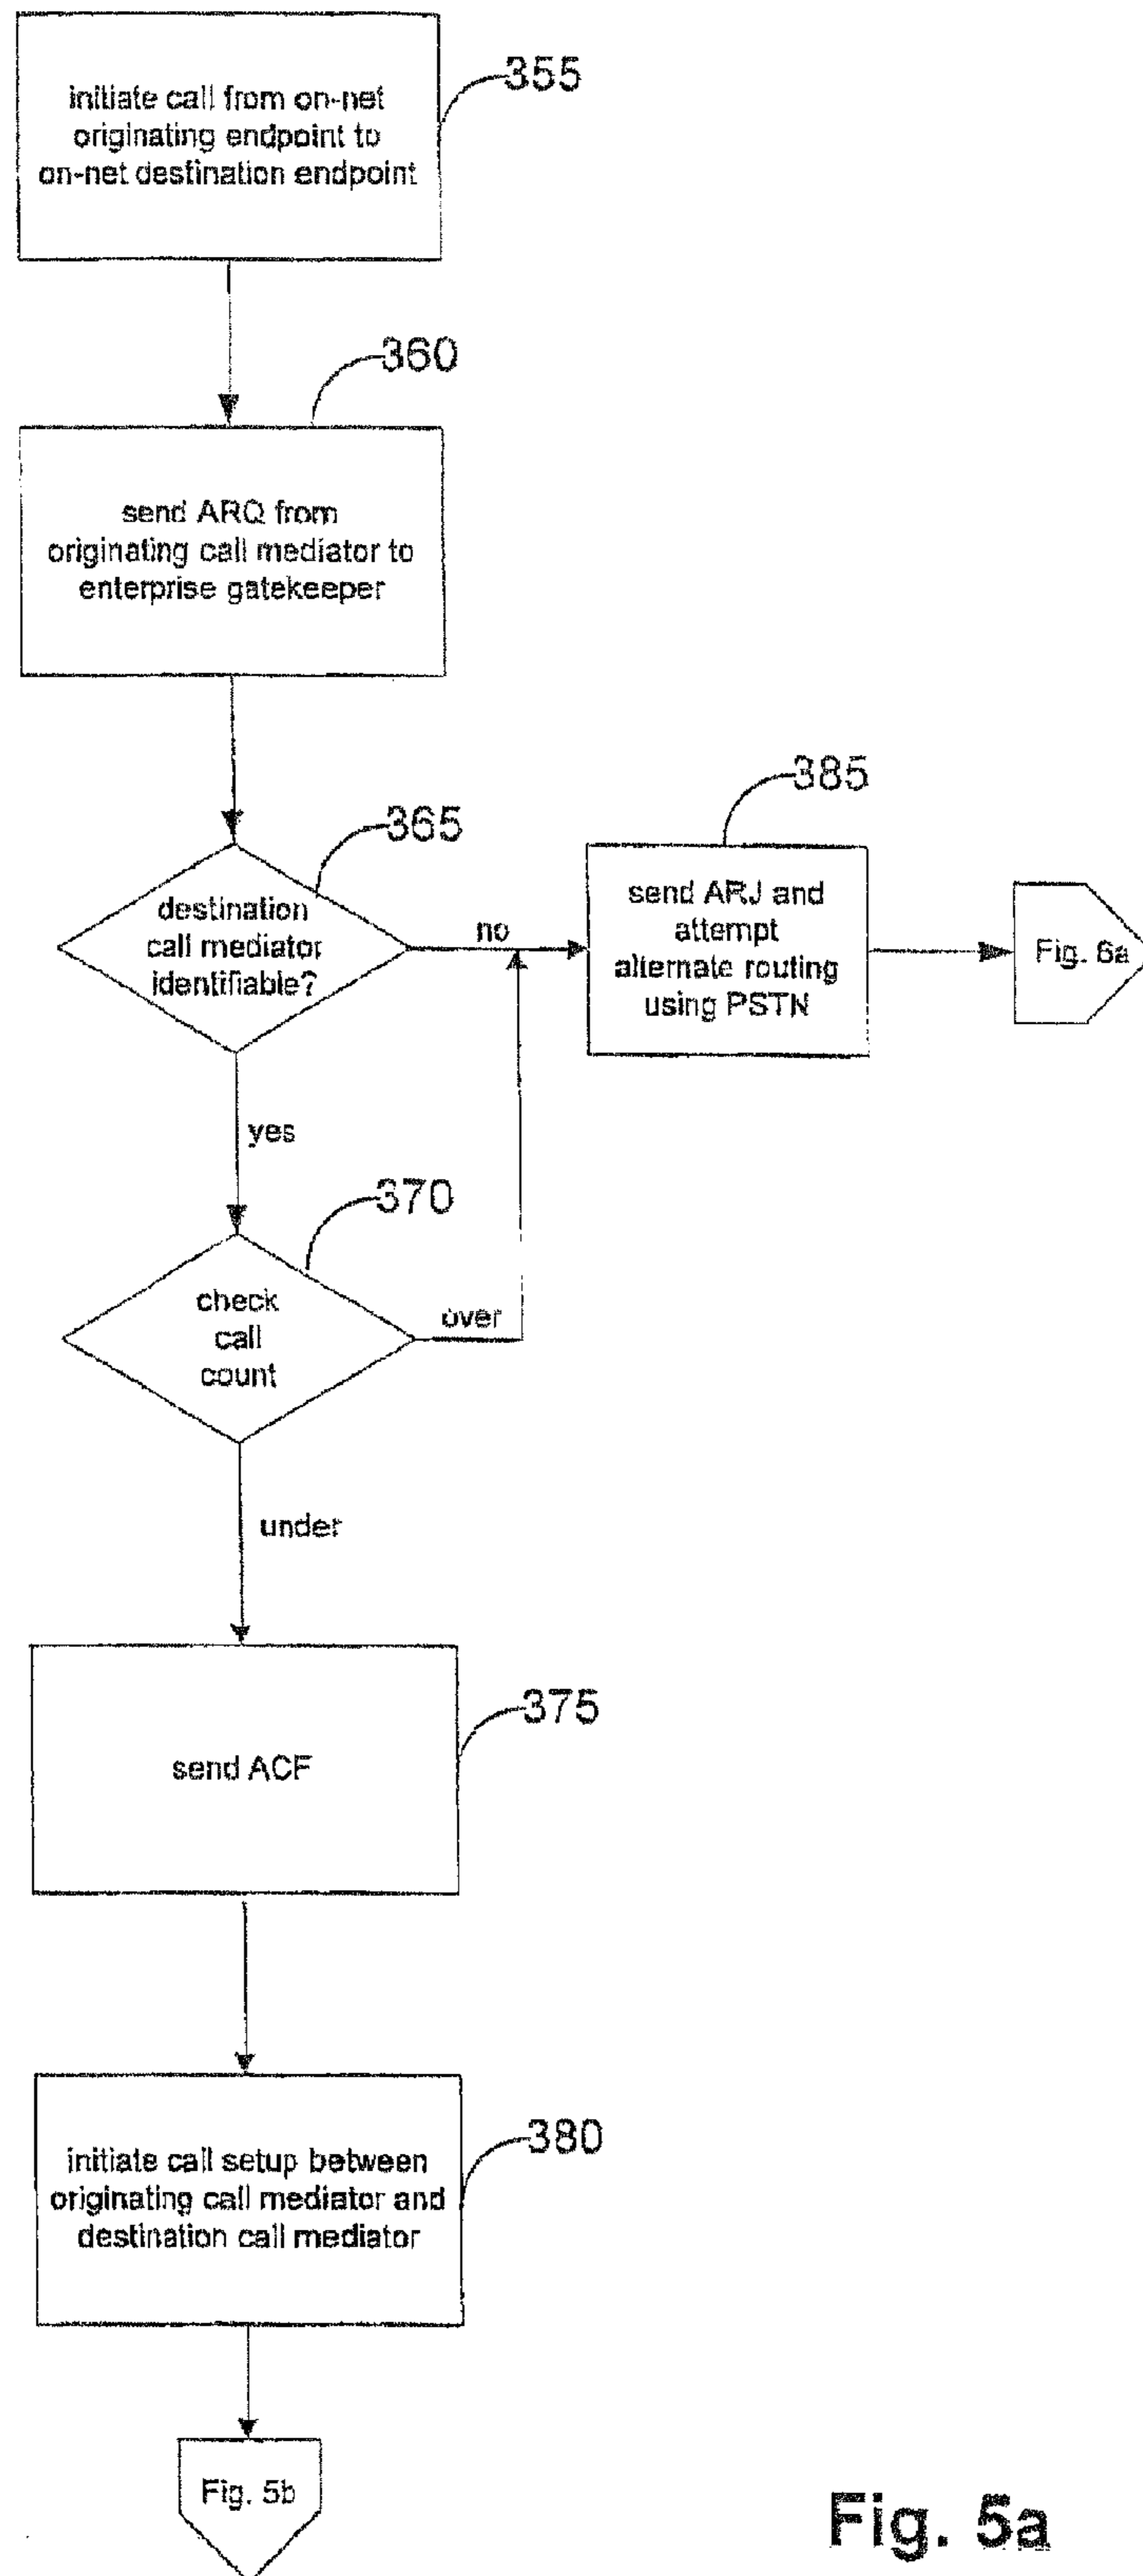 initiate call from on-net
originating endpoint to
on-net destination endpoint
355
360
send ARQ from
originating call mediator to
enterprise gatekeeper
365
destination
call mediator
identifiable?
no
385
send ARJ and
attempt
alternate routing
using PSTN
Fig. 6a
yes
370
check
call
count
over
under
375
send ACF
380
initiate call setup between
originating call mediator and
destination call mediator
Fig. 5b
Fig. 5a